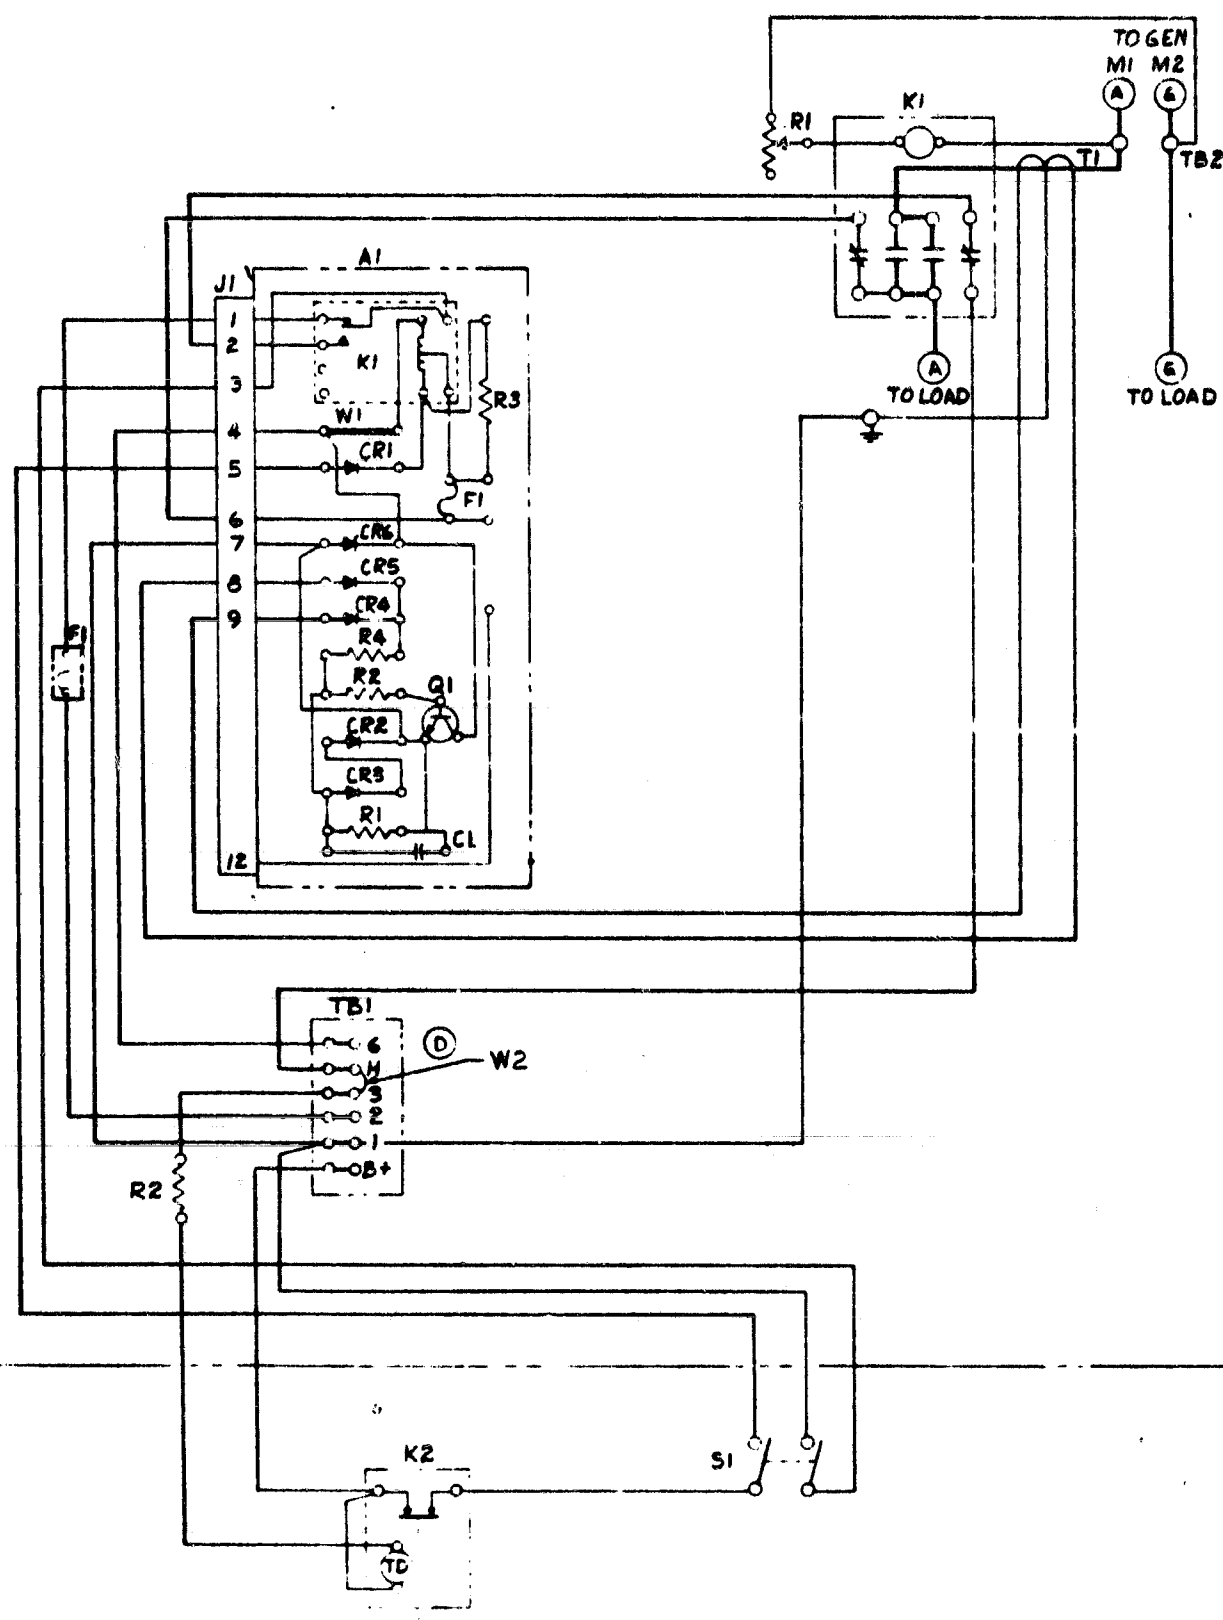 TO GEN
M1 M2
A G
K1
R1
T1
TB2
A1
J1
1
2
K1
3
R3
A G
TO LOAD TO LOAD
W1
4
CR1
5
F1
6
CR6
7
CR5
8
CR4
9
F1
R4
R2
Q1
CR2
CR3
R1
C1
12
TB1
6
D
W2
H
3
2
1
B+
R2
S1
K2
TD